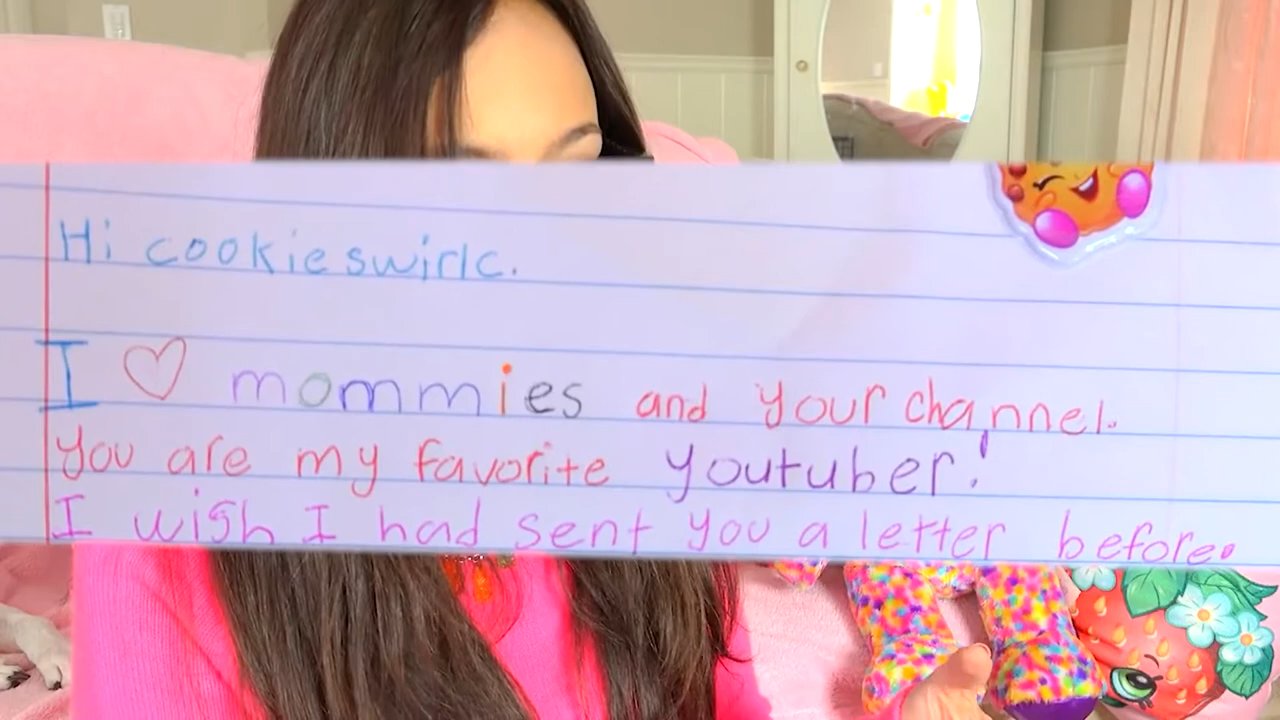 Hi cookieswirlc.
I ♡ mommies and your channel.
You are my favorite youtuber!
I wish I had sent you a letter before.